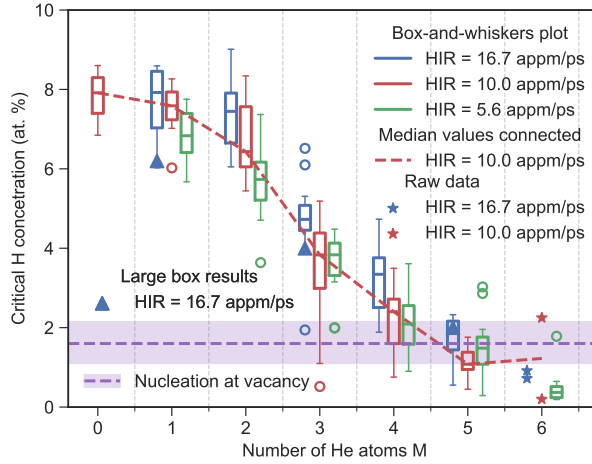 Critical H concetration (at. %)
10
8
6
4
2
0
Box-and-whiskers plot
HIR = 16.7 appm/ps
HIR = 10.0 appm/ps
HIR = 5.6 appm/ps
Median values connected
HIR = 10.0 appm/ps
Raw data
HIR = 16.7 appm/ps
HIR = 10.0 appm/ps
Large box results
HIR = 16.7 appm/ps
Nucleation at vacancy
0 1 2 3 4 5 6
Number of He atoms M